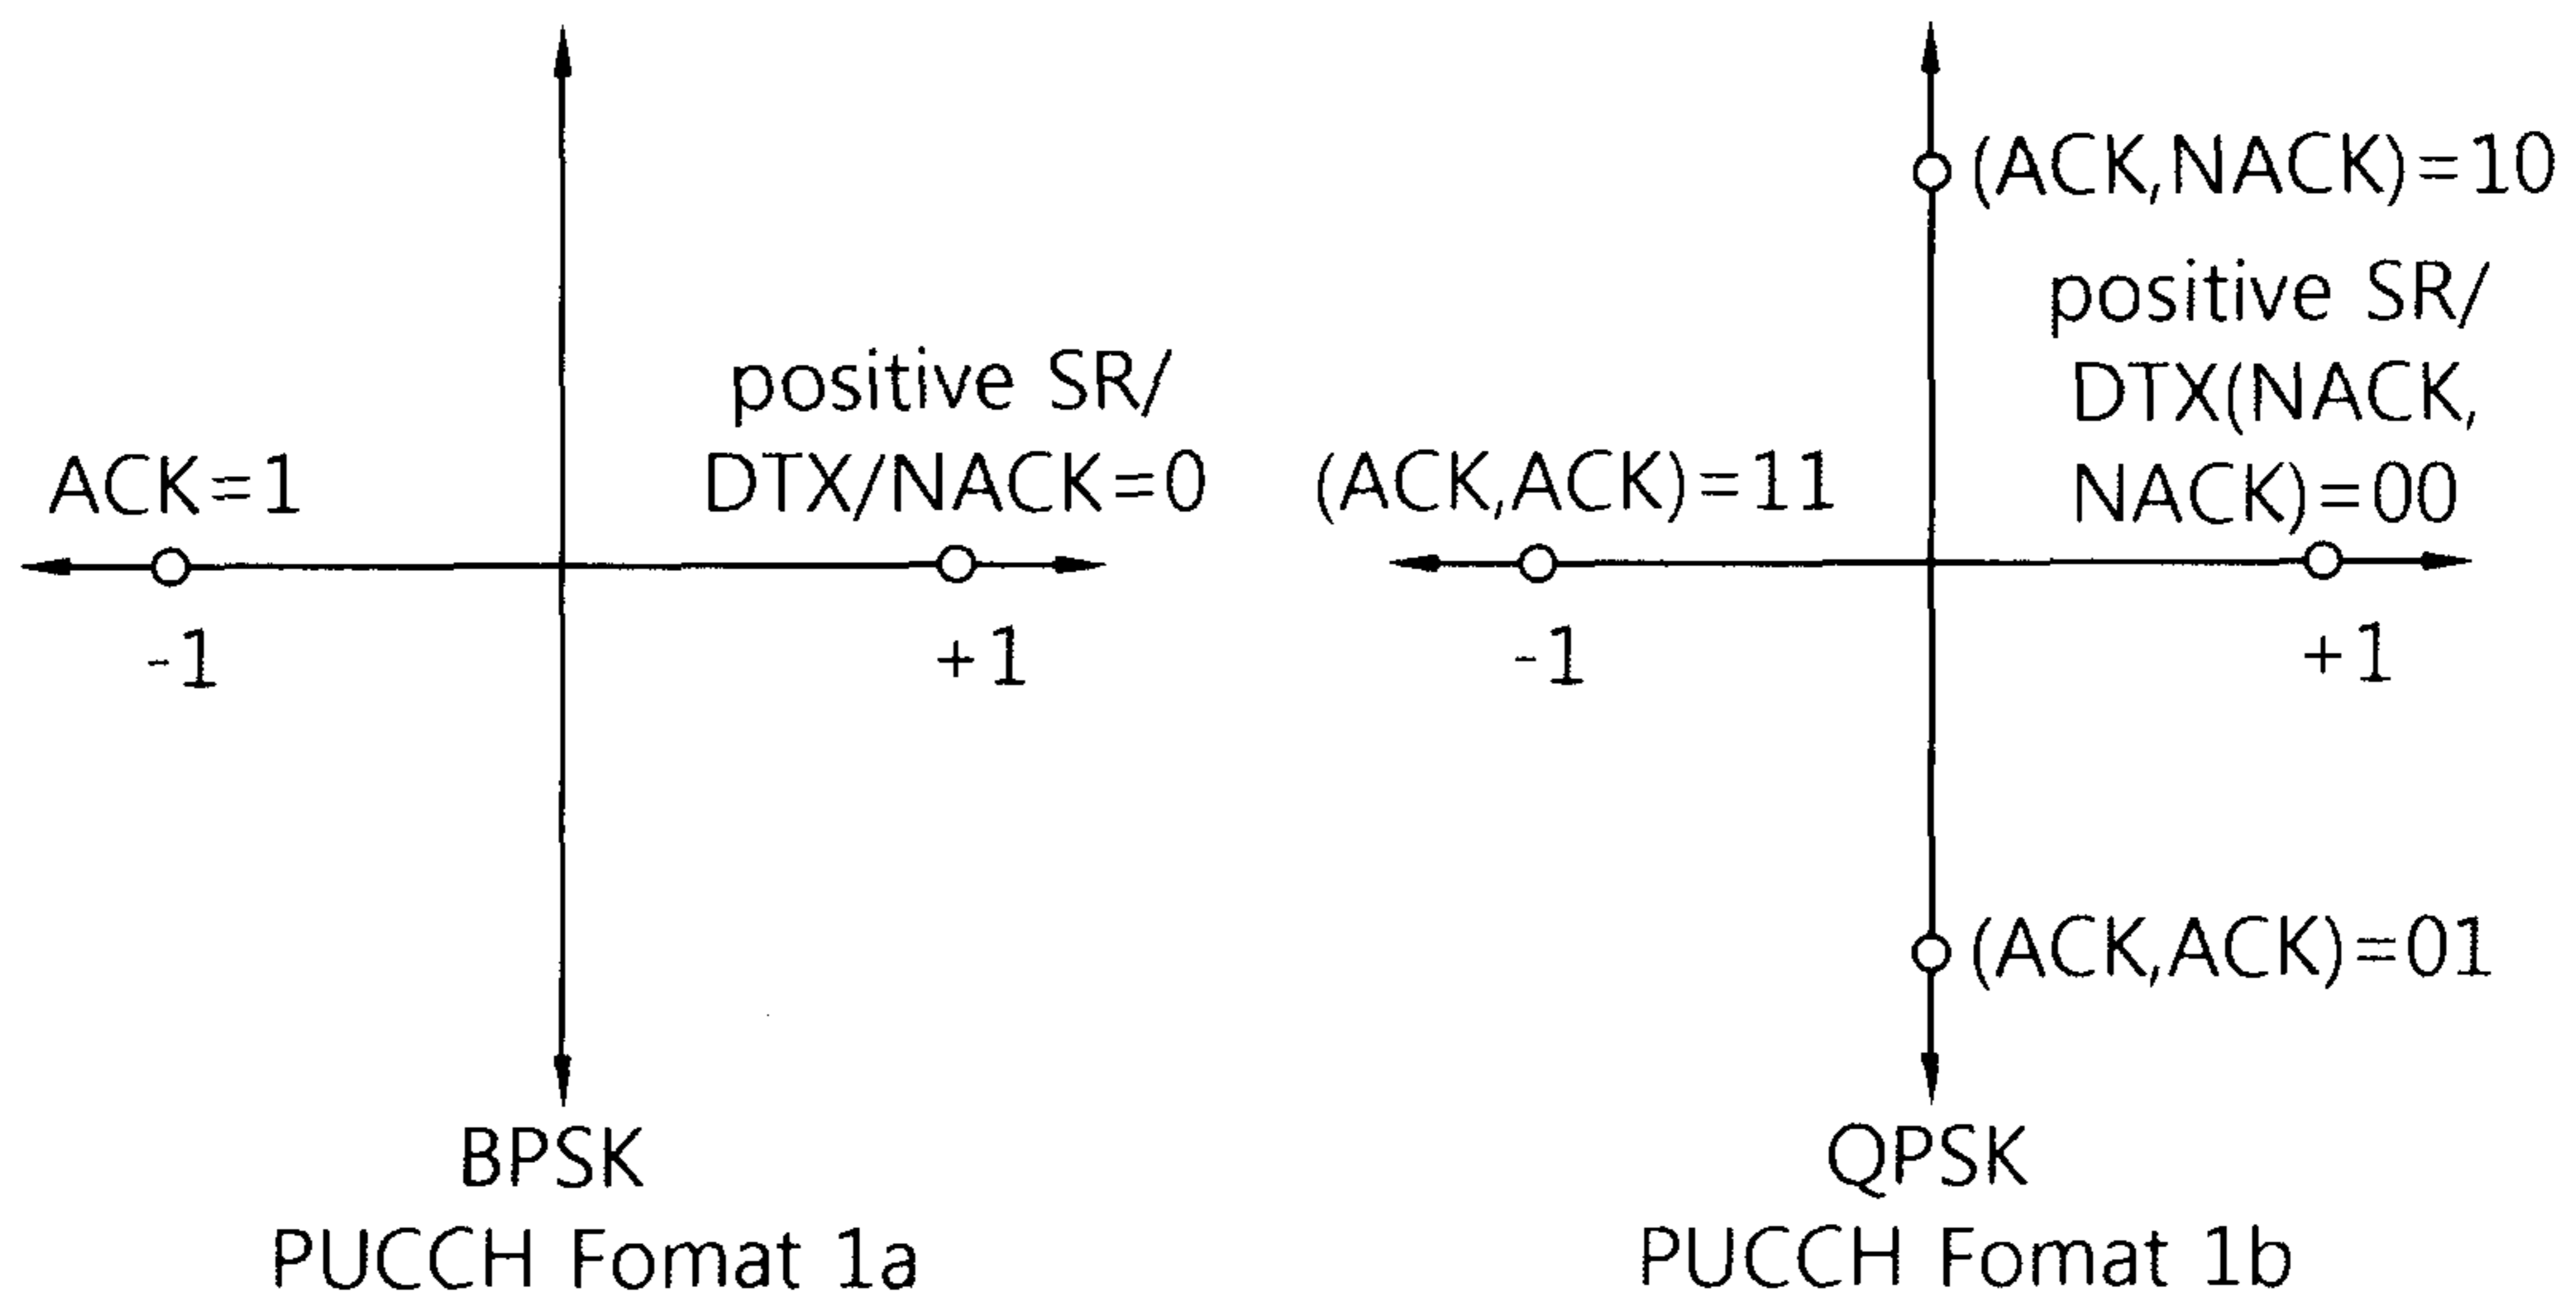 positive SR/
DTX/NACK=0
ACK=1
-1
+1
BPSK
PUCCH Fomat 1a
(ACK,NACK)=10
positive SR/
DTX(NACK,
NACK)=00
(ACK,ACK)=11
-1
+1
(ACK,ACK)=01
QPSK
PUCCH Fomat 1b